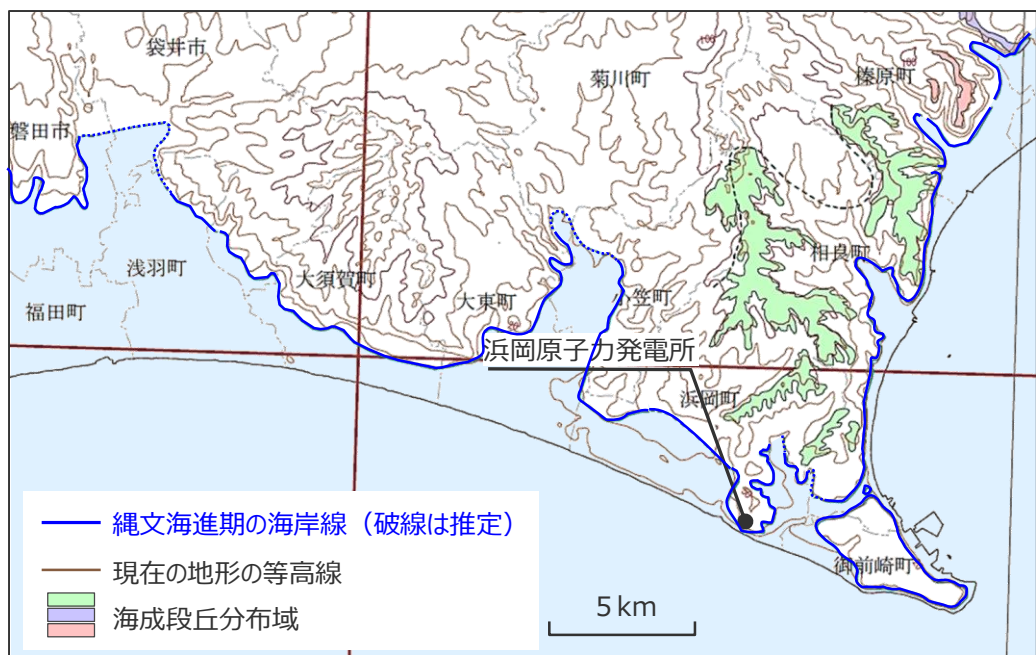 袋井市
菊川町
榛原町
磐田市
浅羽町
大須賀町
相良町
福田町
大東町
小笠町
浜岡原子力発電所
浜岡町
縄文海進期の海岸線（破線は推定）
現在の地形の等高線
御前崎町
海成段丘分布域
5 km